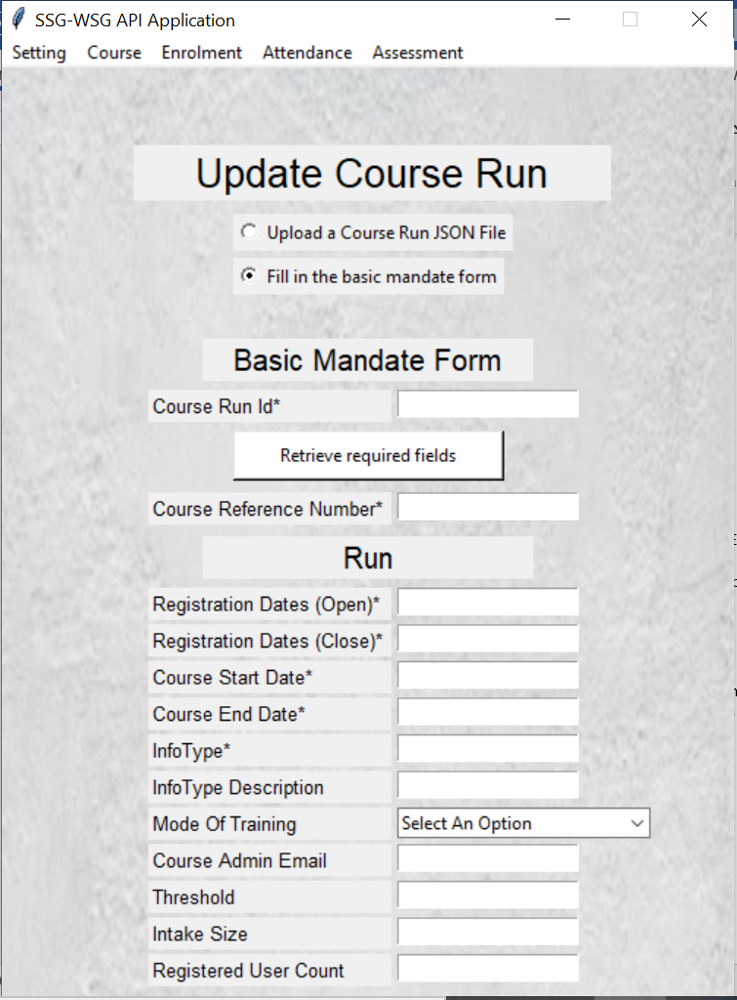 SSG-WSG API Application
Setting Course Enrolment Attendance Assessment
Update Course Run
Upload a Course Run JSON File
Fill in the basic mandate form
Basic Mandate Form
Course Run Id*
Retrieve required fields
Course Reference Number*
Run
Registration Dates (Open)*
Registration Dates (Close)*
Course Start Date*
Course End Date*
InfoType*
InfoType Description
Mode Of Training Select An Option
Course Admin Email
Threshold
Intake Size
Registered User Count